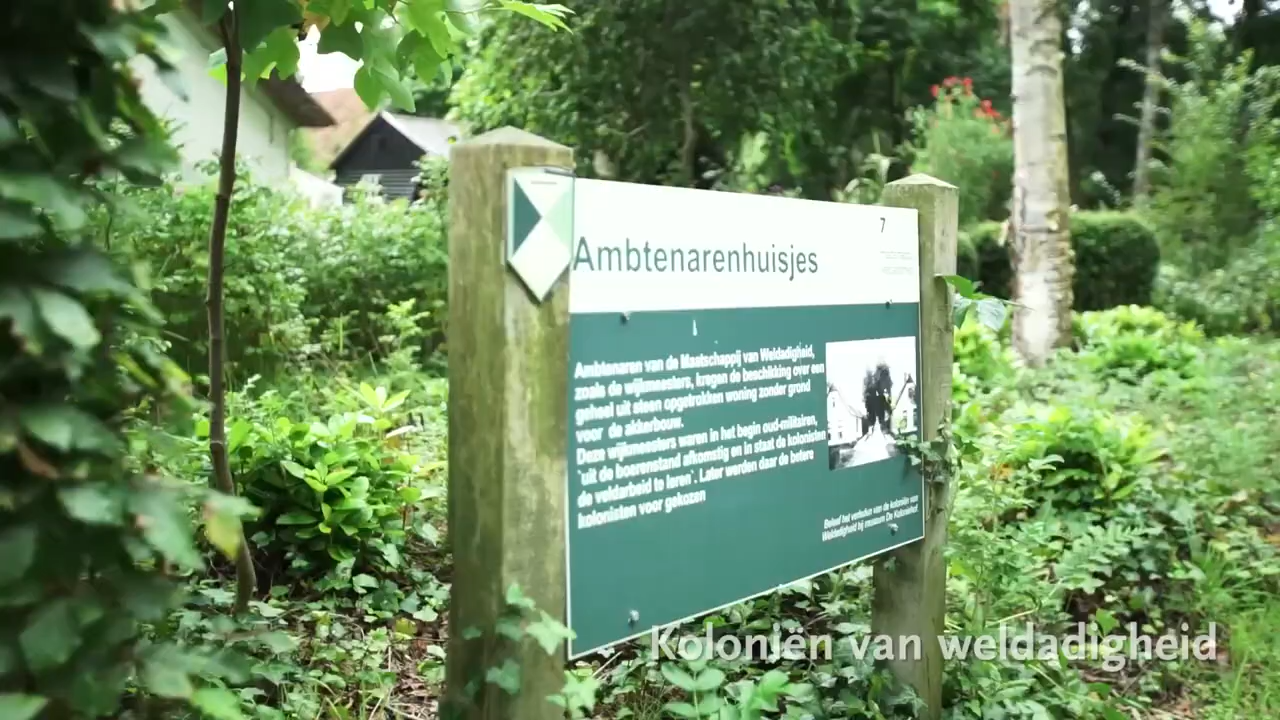 7
Ambtenarenhuisjes
Ambtenaren van de Maatschappij van Weldadigheid,
zoals de wijkmeesters, kregen de beschikking over een
geheel uit steen opgetrokken woning zonder grond
voor de akkerbouw.
Deze wijkmeesters waren in het begin oud-militairen,
'uit de boerenstand afkomstig en in staat de kolonisten
de veldarbeid te leren'. Later werden daar de betere
kolonisten voor gekozen
Beleef het verleden van de koloniën van
Weldadigheid bij museum De Koloniehof.
Koloniën van weldadigheid